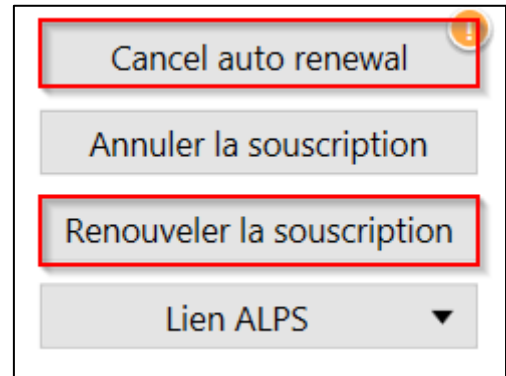 Cancel auto renewal
Annuler la souscription
Renouveler la souscription
Lien ALPS